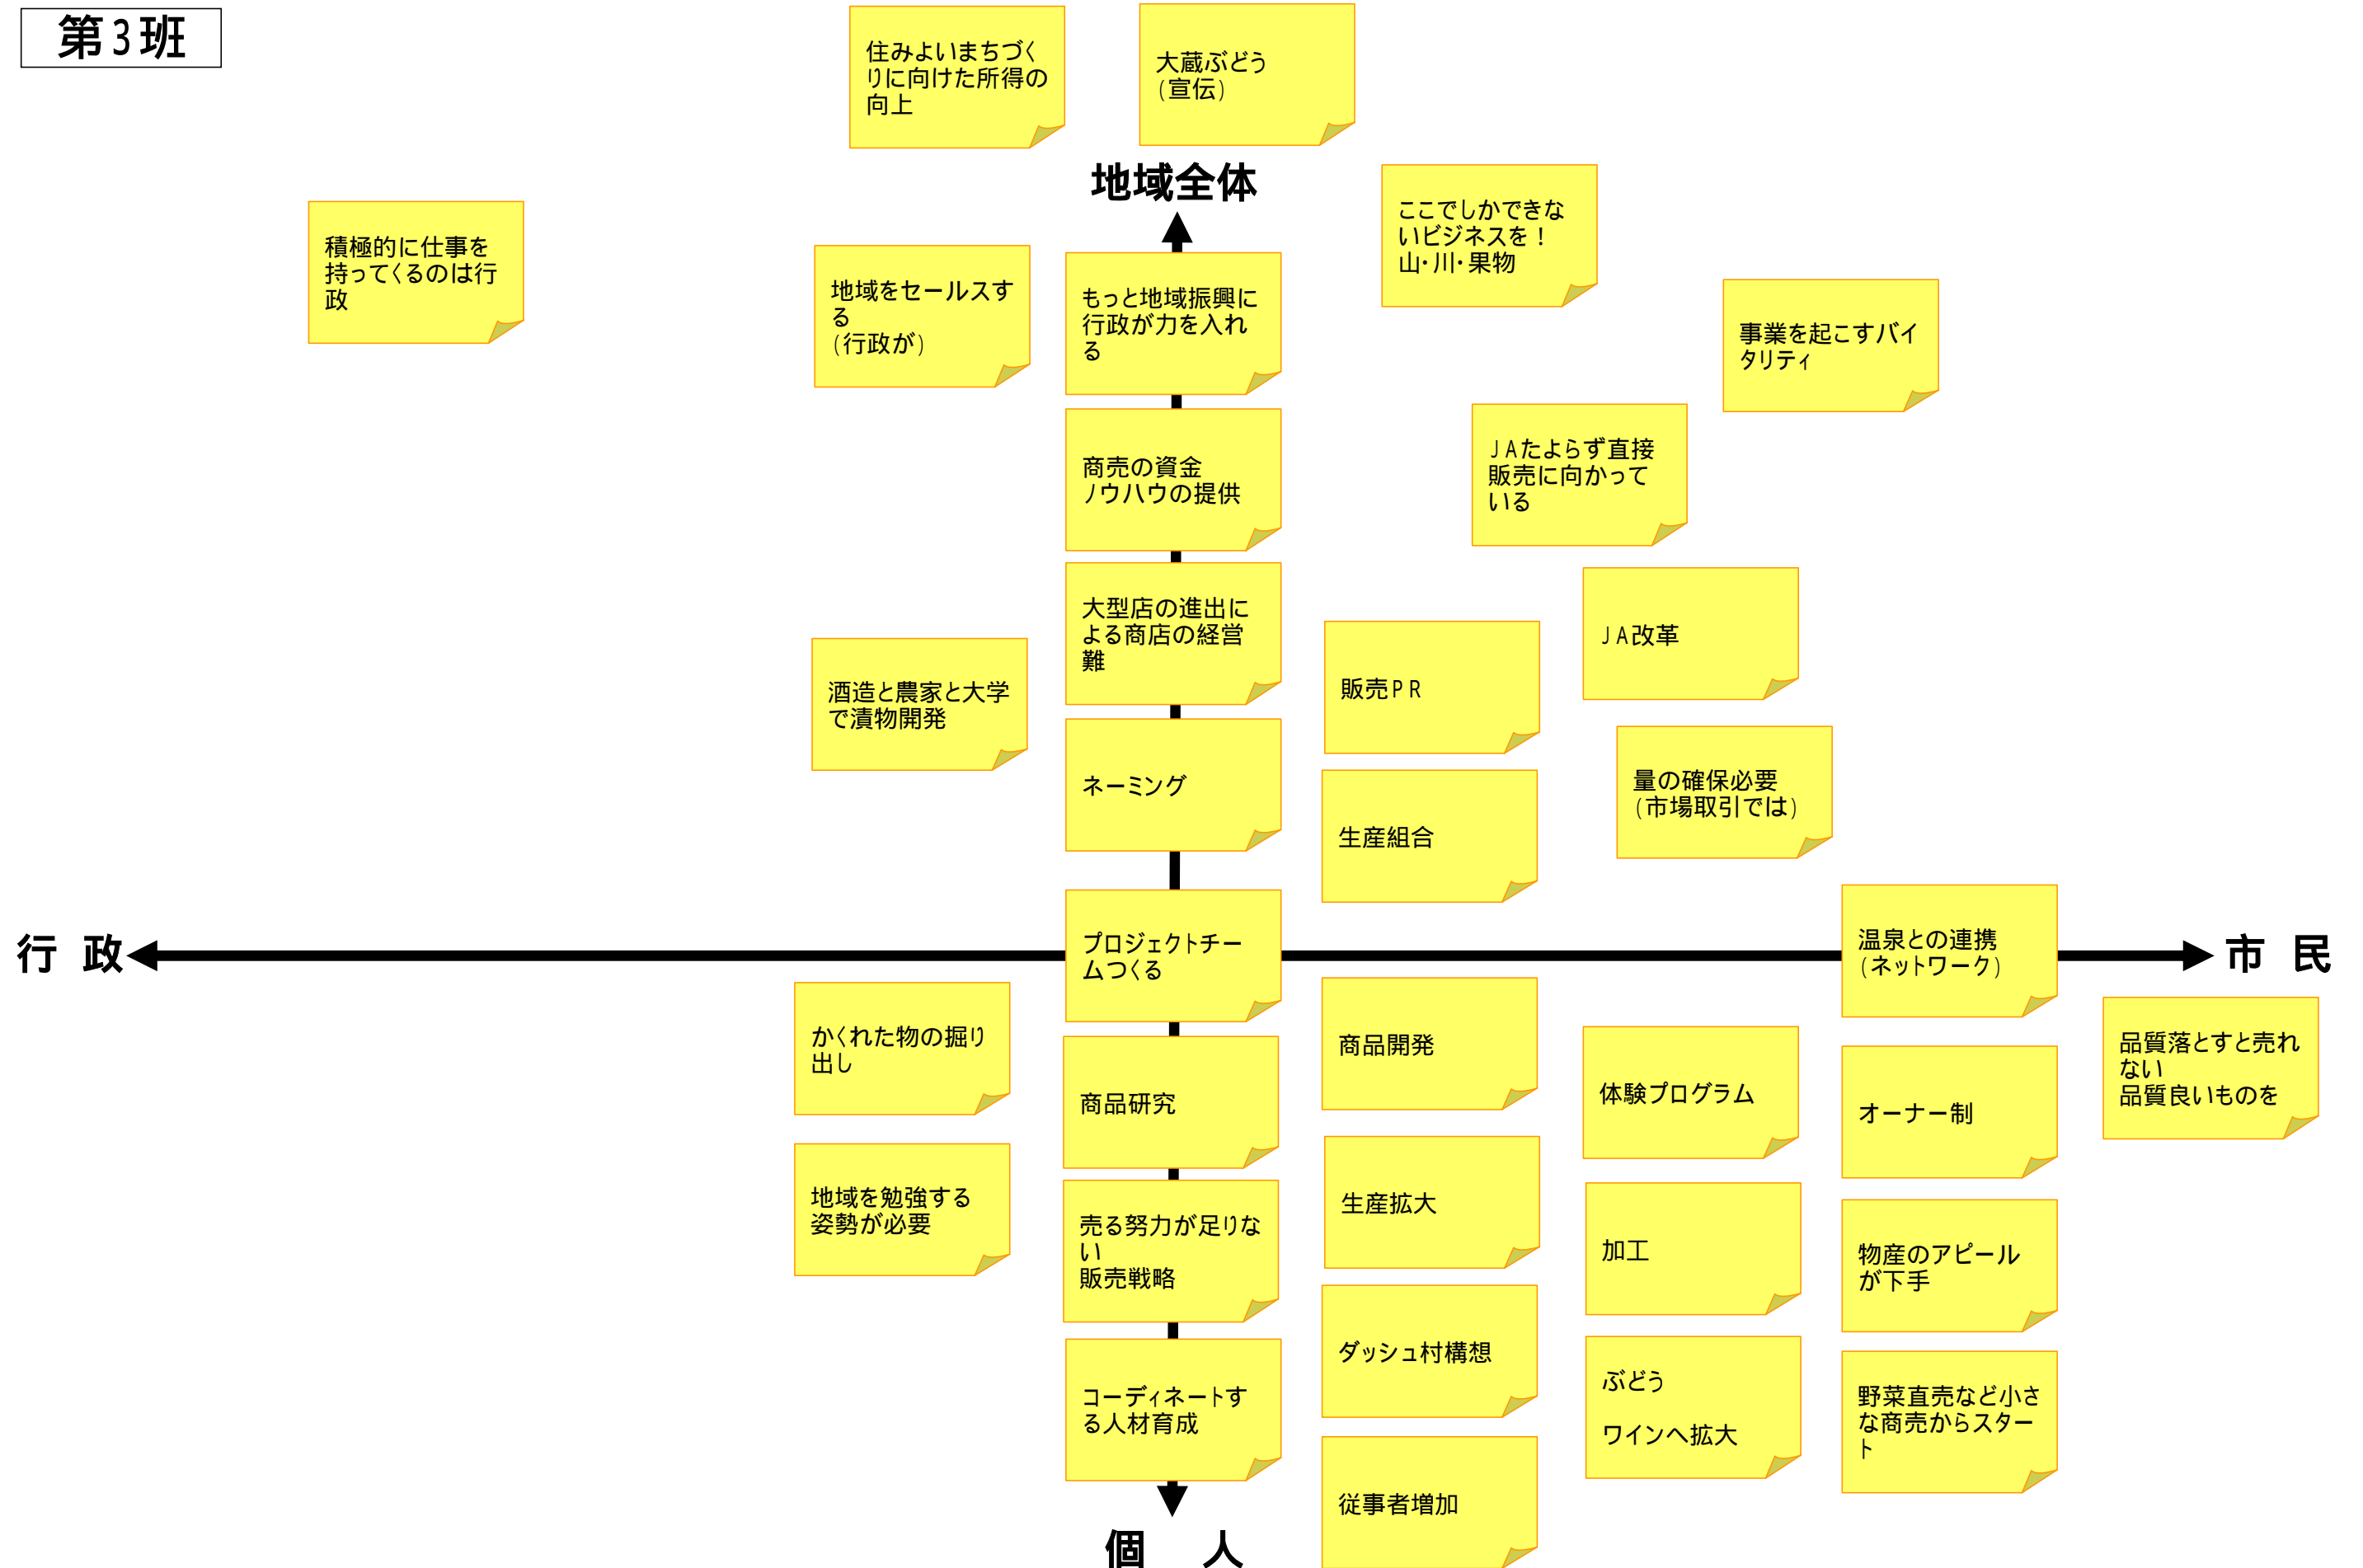 第3班
住みよいまちづく
りに向けた所得の
向上
大蔵ぶどう
(宣伝)
地域全体
積極的に仕事を
持ってくるのは行
政
地域をセールスす
る
(行政が)
もっと地域振興に
行政が力を入れ
る
ここでしかできな
いビジネスを！
山・川・果物
事業を起こすバイ
タリティ
商売の資金
ノウハウの提供
JAたよらず直接
販売に向かって
いる
大型店の進出に
よる商店の経営
難
JA改革
酒造と農家と大学
で漬物開発
販売PR
ネーミング
量の確保必要
(市場取引では)
生産組合
行 政
プロジェクトチー
ムつくる
温泉との連携
(ネットワーク)
市 民
かくれた物の掘り
出し
商品研究
商品開発
体験プログラム
オーナー制
品質落とすと売れ
ない
品質良いものを
地域を勉強する
姿勢が必要
売る努力が足りな
い
販売戦略
生産拡大
加工
物産のアピール
が下手
コーディネートす
る人材育成
ダッシュ村構想
ぶどう
ワインへ拡大
野菜直売など小さ
な商売からスター
ト
従事者増加
個 人